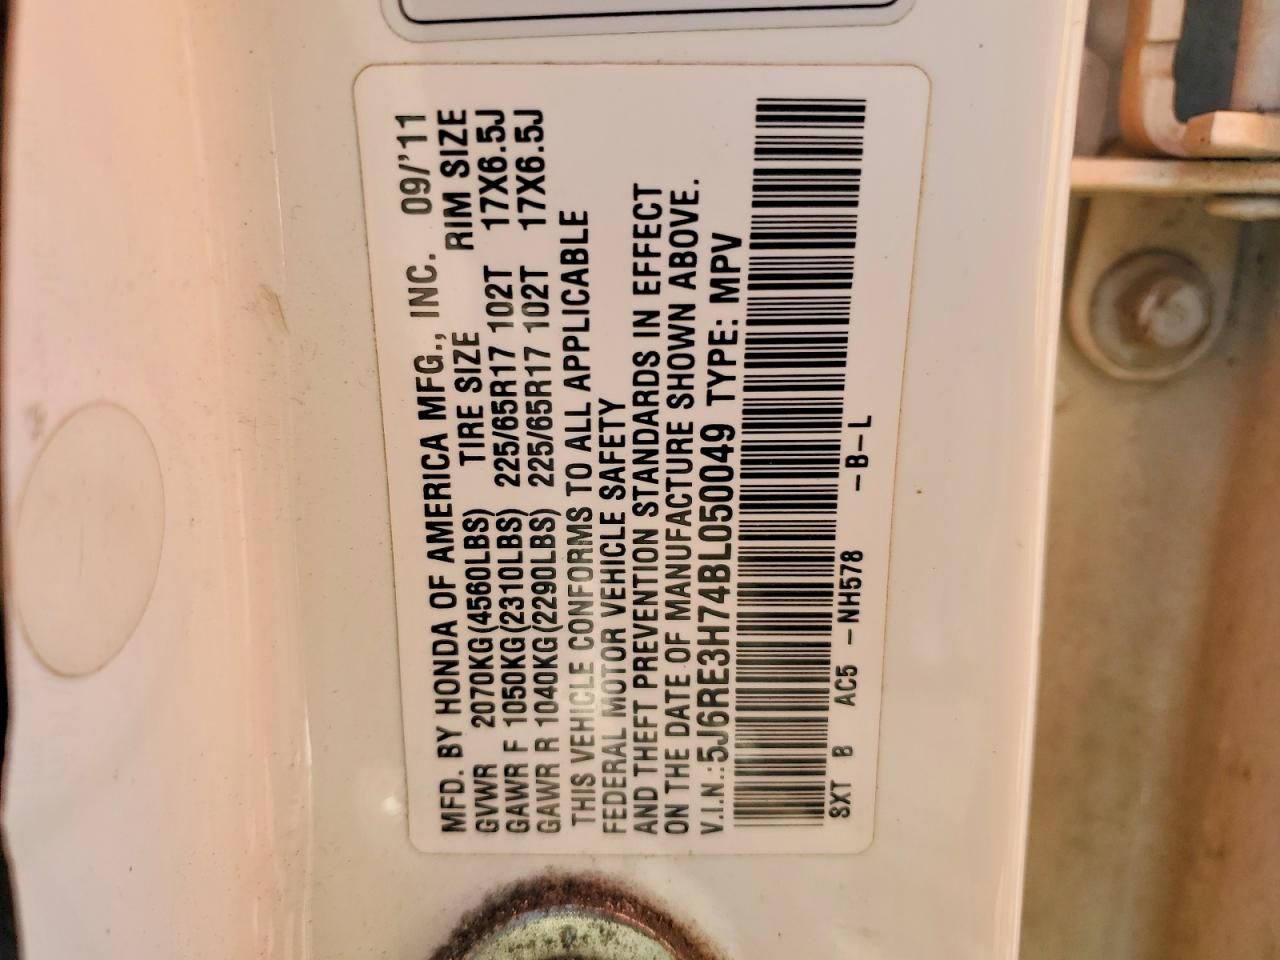 MFD. BY HONDA OF AMERICA MFG., INC. 09/'11
GVWR 2070KG(4560LBS) TIRE SIZE RIM SIZE
GAWR F 1050KG(2310LBS) 225/65R17 102T 17X6.5J
GAWR R 1040KG(2290LBS) 225/65R17 102T 17X6.5J
THIS VEHICLE CONFORMS TO ALL APPLICABLE
FEDERAL MOTOR VEHICLE SAFETY
AND THEFT PREVENTION STANDARDS IN EFFECT
ON THE DATE OF MANUFACTURE SHOWN ABOVE.
V.I.N.:5J6RE3H74BL050049 TYPE: MPV
SXT B AC5 -NH578 -B-L